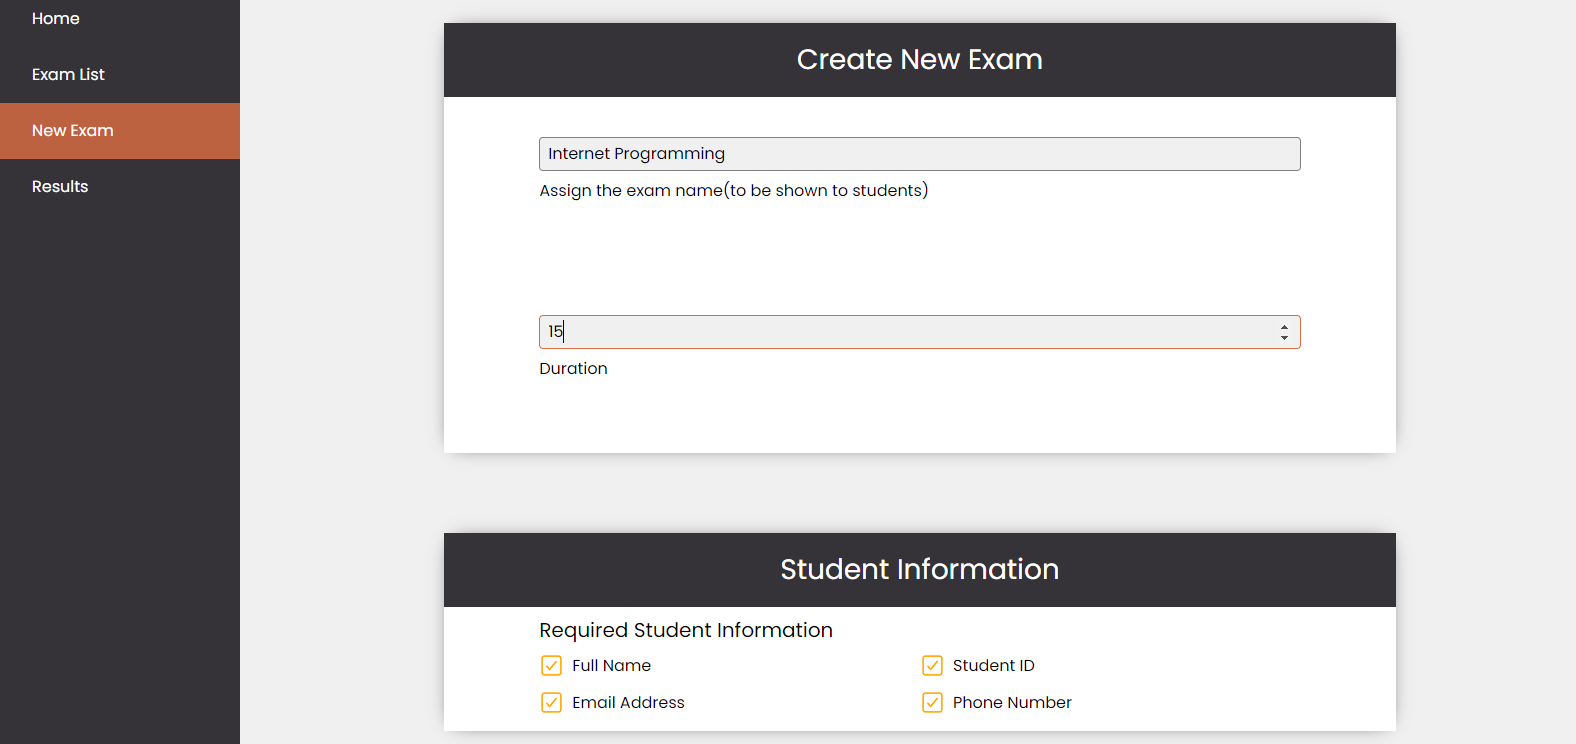 Home
Exam List
New Exam
Results
Create New Exam
Internet Programming
Assign the exam name(to be shown to students)
15
Duration
Student Information
Required Student Information
Full Name
Student ID
Email Address
Phone Number